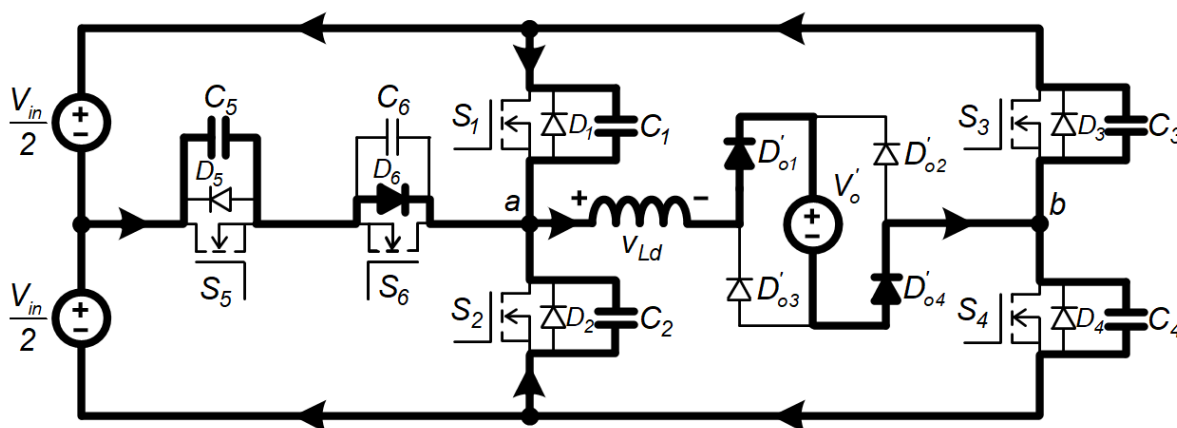 V_in/2
+
−
C_5
D_5
S_5
C_6
D_6
S_6
V_in/2
+
−
S_1
D_1
C_1
a
+
−
v_Ld
S_2
D_2
C_2
D'_o1
D'_o2
+
−
V'_o
D'_o3
D'_o4
S_3
D_3
C_3
b
S_4
D_4
C_4